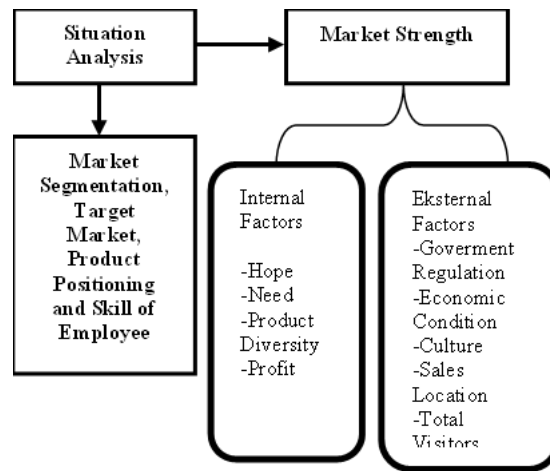 Situation
Analysis
Market Strength
Market
Segmentation,
Target
Market,
Product
Positioning
and Skill of
Employee
Internal
Factors
-Hope
-Need
-Product
Diversity
-Profit
Eksternal
Factors
-Goverment
Regulation
-Economic
Condition
-Culture
-Sales
Location
-Total
Visitors